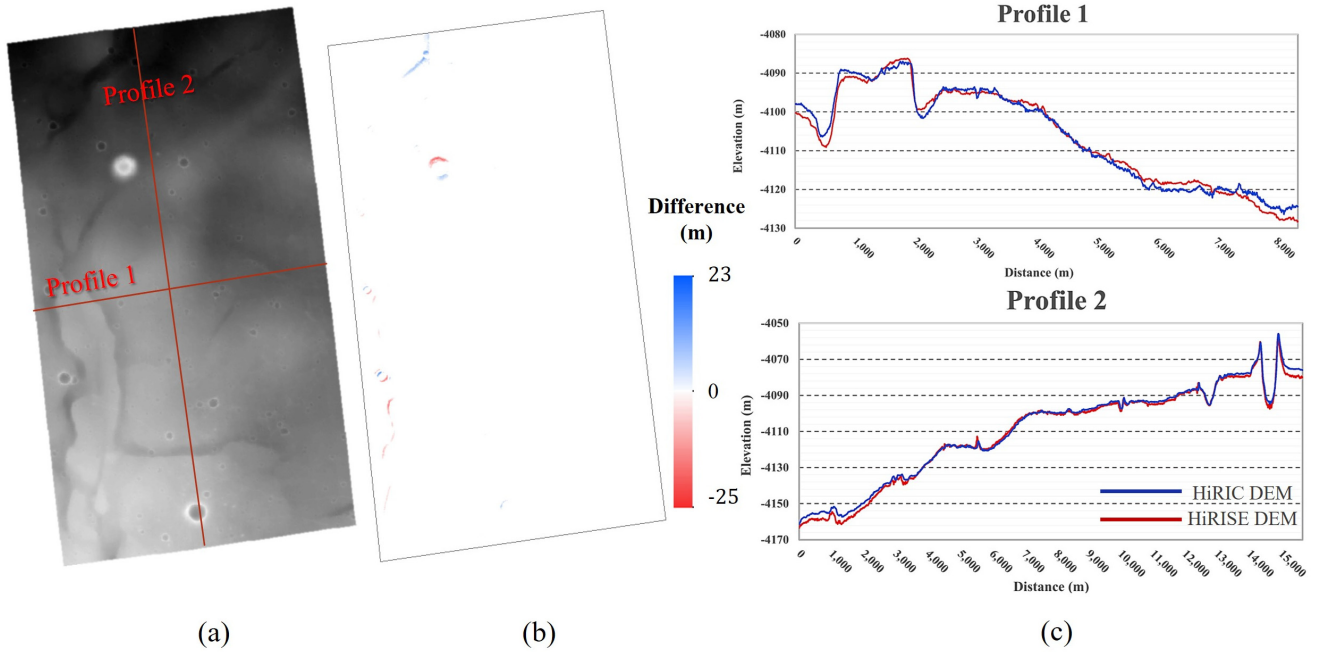 Profile 2
Profile 1
Difference
(m)
23
0
-25
Profile 1
Elevation (m)
-4080
-4090
-4100
-4110
-4120
-4130
0
1,000
2,000
3,000
4,000
5,000
6,000
7,000
8,000
Distance (m)
Profile 2
Elevation (m)
-4050
-4070
-4090
-4110
-4130
-4150
-4170
HiRIC DEM
HiRISE DEM
0
1,000
2,000
3,000
4,000
5,000
6,000
7,000
8,000
9,000
10,000
11,000
12,000
13,000
14,000
15,000
Distance (m)
(a)
(b)
(c)